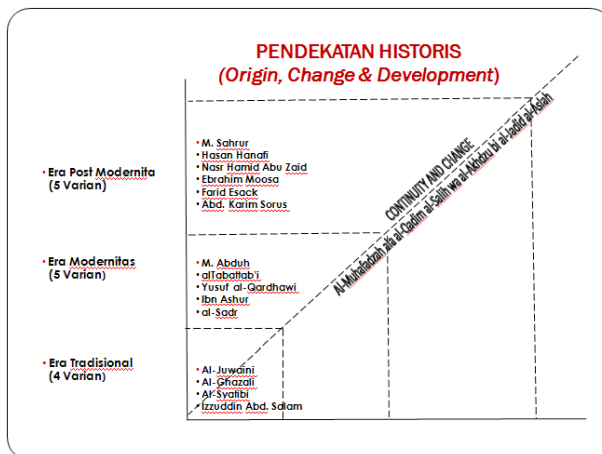 PENDEKATAN HISTORIS
(Origin, Change & Development)
• Era Post Modernita
(5 Varian)
• M. Sahrur
• Hasan Hanafi
• Nasr Hamid Abu Zaid
• Ebrahim Moosa
• Farid Esack
• Abd. Karim Sorus
• Era Modernitas
(5 Varian)
• M. Abduh
• alTabattab'i
• Yusuf al-Qardhawi
• Ibn Ashur
• al-Sadr
• Era Tradisional
(4 Varian)
• Al-Juwaini
• Al-Ghazali
• Al-Syatibi
• Izzuddin Abd. Salam
CONTINUITY AND CHANGE
Al-Muhafadzah ala al-Qadim al-Salih wa al-Akhdzu bi al-Jadid al-Aslah